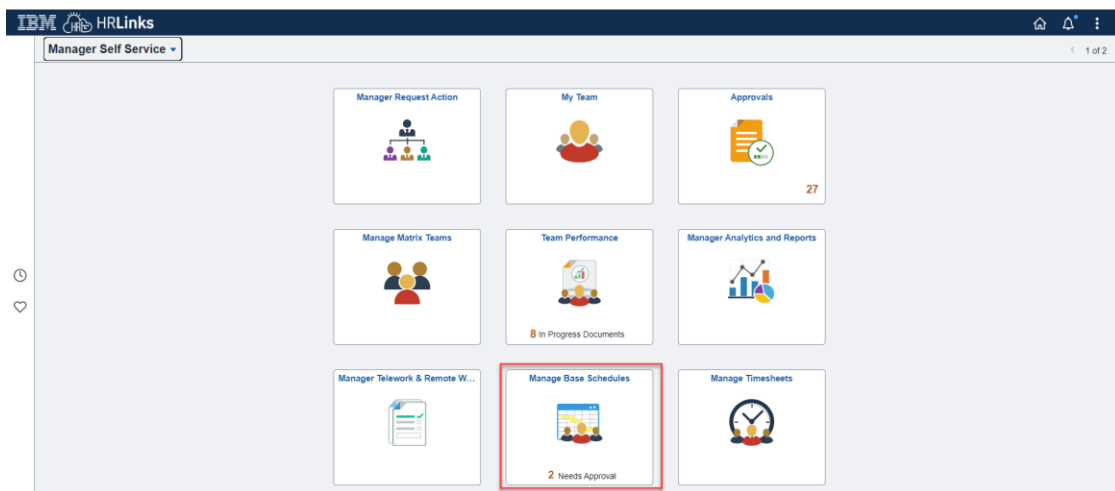 IBM HR HRLinks
Manager Self Service
1 of 2
Manager Request Action
My Team
Approvals
27
Manage Matrix Teams
Team Performance
Manager Analytics and Reports
8 In Progress Documents
Manager Telework & Remote W...
Manage Base Schedules
Manage Timesheets
2 Needs Approval